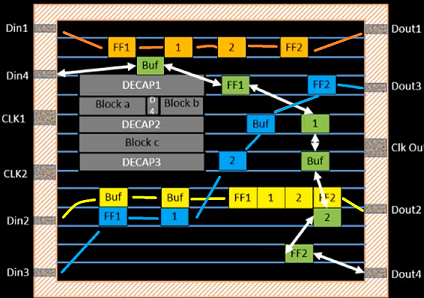 Din1
Dout1
FF1 1 2 FF2
Buf
Din4
DECAP1
FF1
FF2
Dout3
Block a D 4 Block b
CLK1
DECAP2
Buf
1
Block c
Clk Out
DECAP3
2
Buf
CLK2
Buf Buf FF1 1 2 FF2
Din2
FF1 1
2
Dout2
FF2
Din3
Dout4